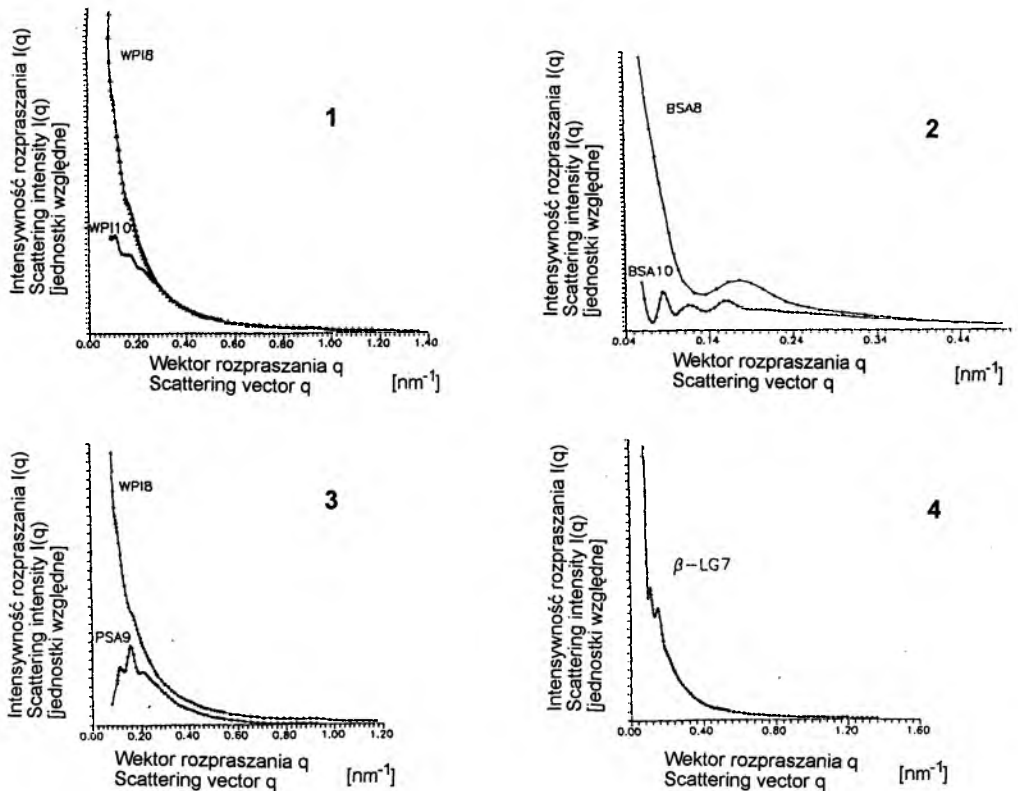 Intensywność rozpraszania I(q)
Scattering intensity I(q)
[jednostki względne]
WPI8
WPI10
1
0.00 0.20 0.40 0.60 0.80 1.00 1.20 1.40
Wektor rozpraszania q
Scattering vector q [nm-1]
Intensywność rozpraszania I(q)
Scattering intensity I(q)
[jednostki względne]
BSA8
BSA10
2
0.04 0.14 0.24 0.34 0.44
Wektor rozpraszania q
Scattering vector q [nm-1]
Intensywność rozpraszania I(q)
Scattering intensity I(q)
[jednostki względne]
WPI8
PSA9
3
0.00 0.20 0.40 0.60 0.80 1.00 1.20
Wektor rozpraszania q
Scattering vector q [nm-1]
Intensywność rozpraszania I(q)
Scattering intensity I(q)
[jednostki względne]
β-LG7
4
0.00 0.40 0.80 1.20 1.60
Wektor rozpraszania q
Scattering vector q [nm-1]